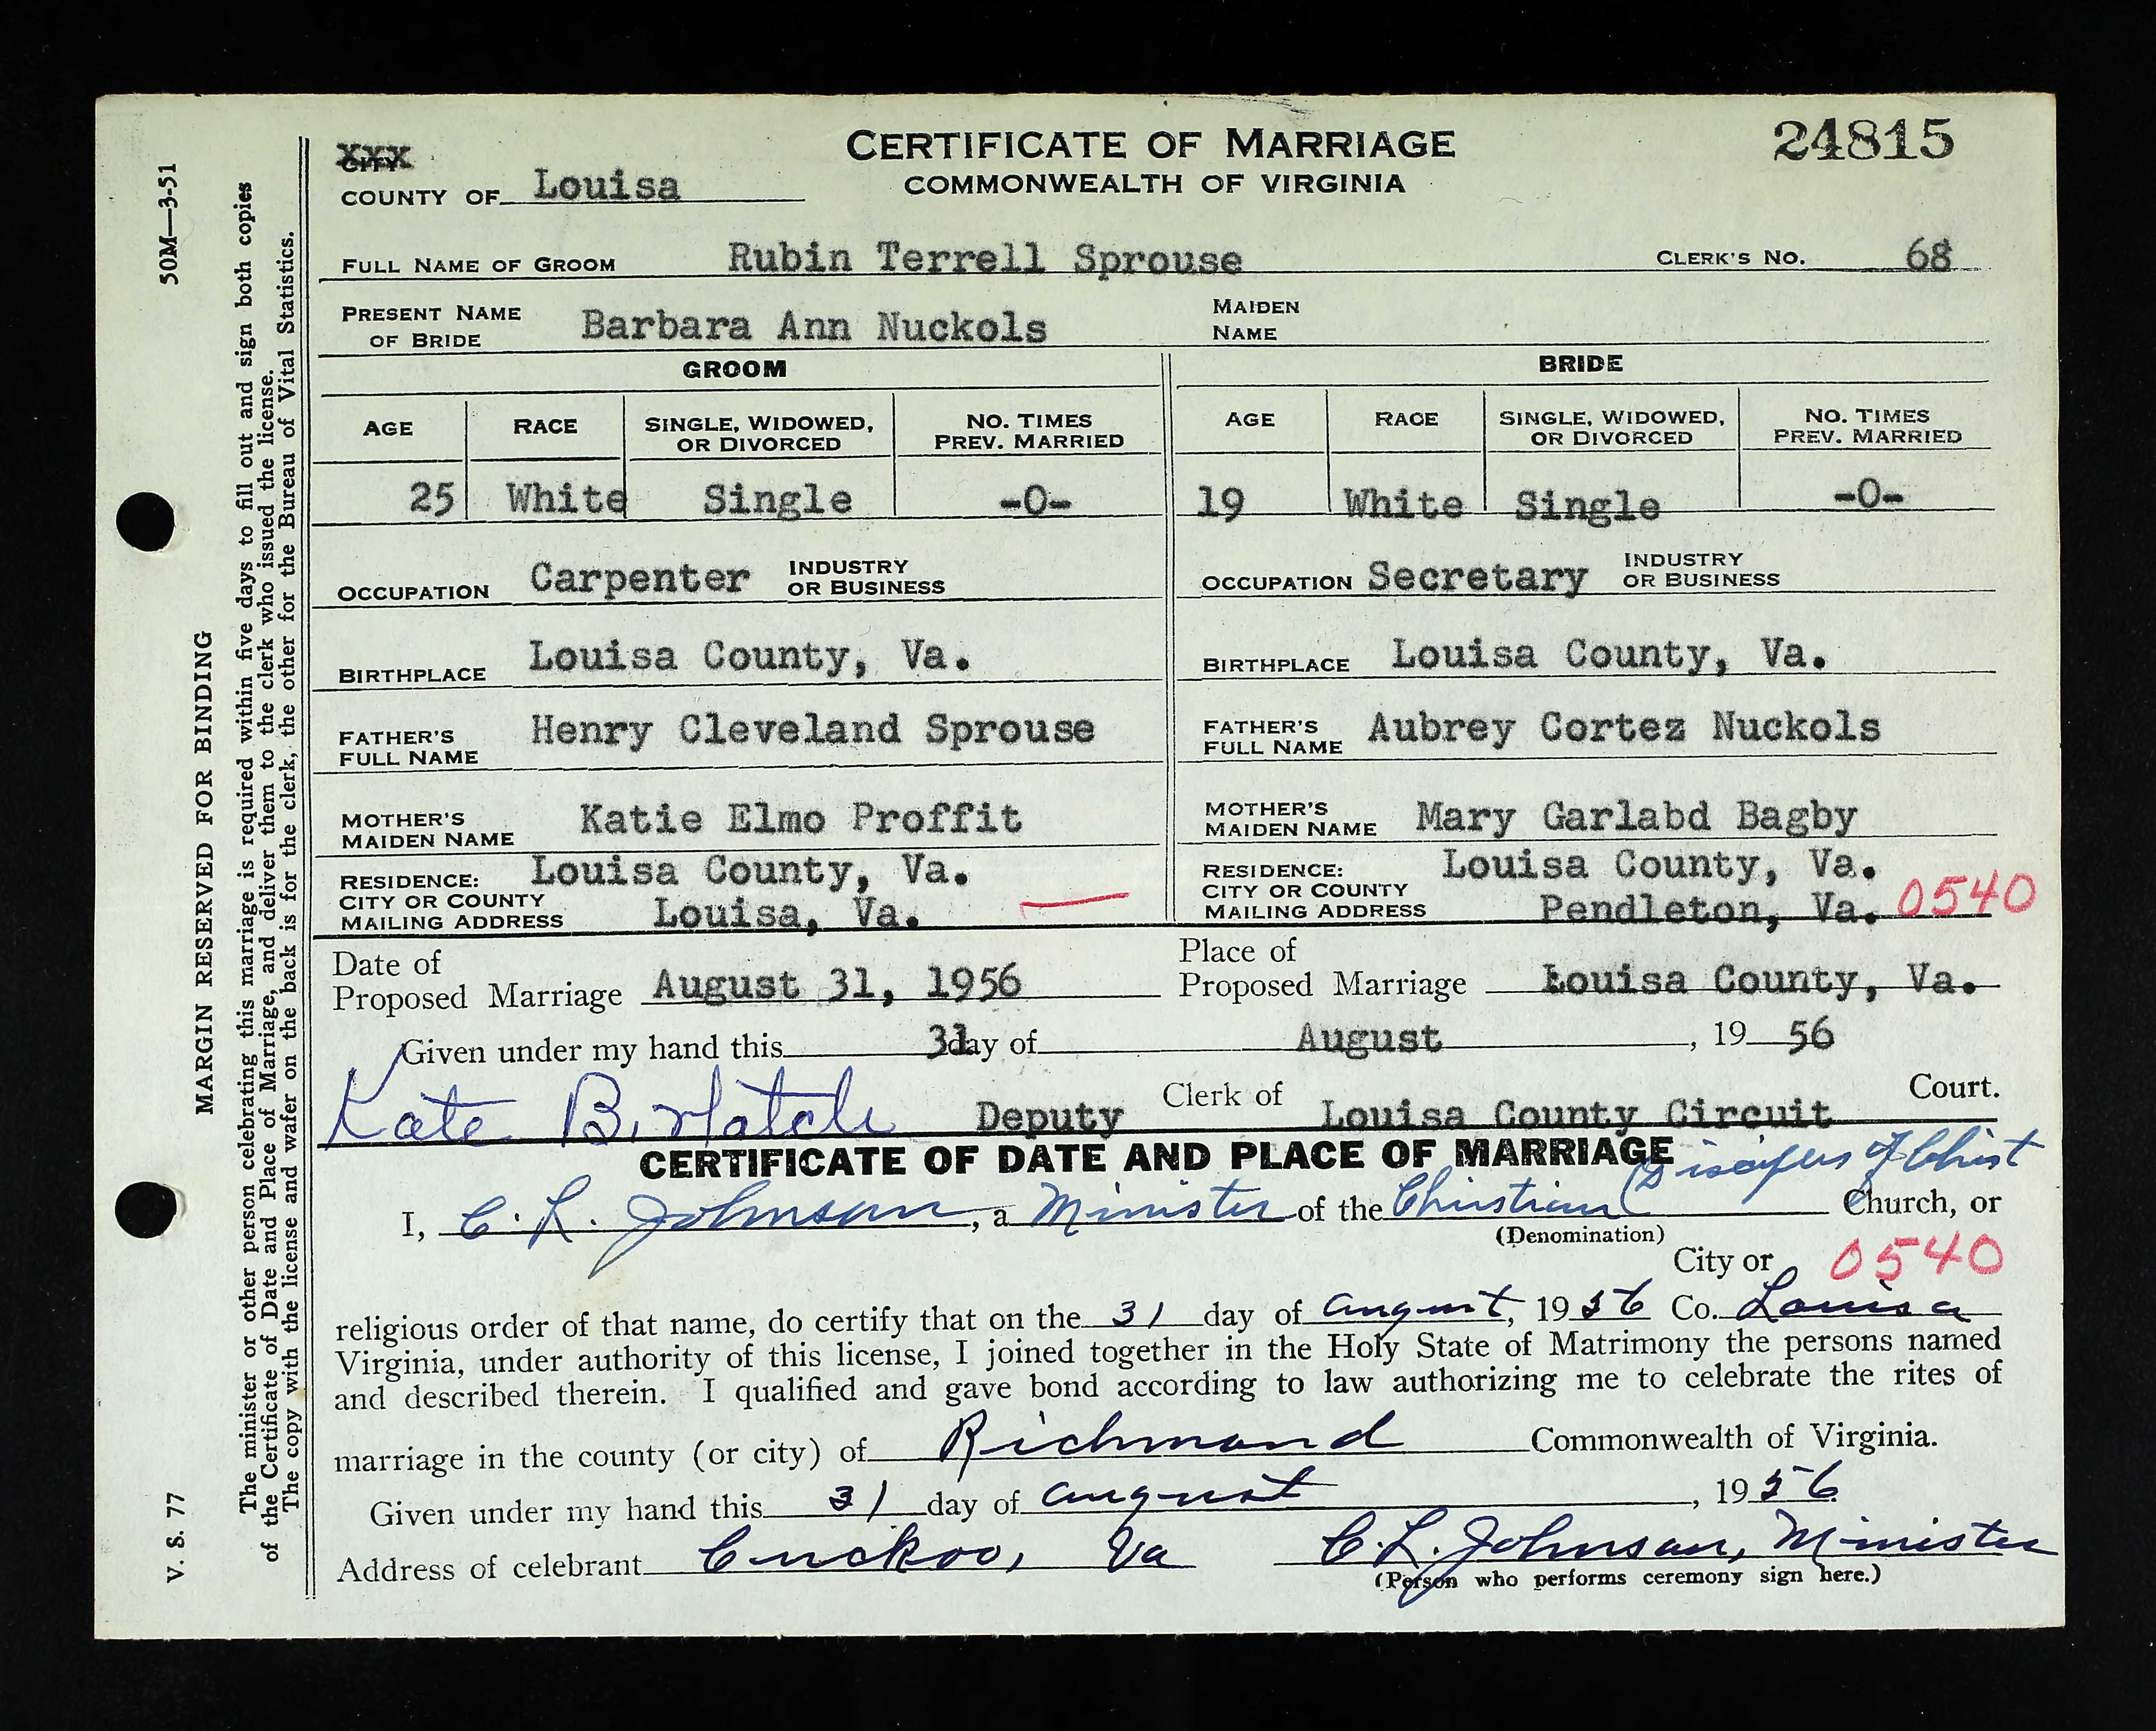 50M—3-51
MARGIN RESERVED FOR BINDING
V. S. 77
The minister or other person celebrating this marriage is required within five days to fill out and sign both copies
of the Certificate of Date and Place of Marriage, and deliver them to the clerk who issued the license.
The copy with the license and wafer on the back is for the clerk, the other for the Bureau of Vital Statistics.
CERTIFICATE OF MARRIAGE
COMMONWEALTH OF VIRGINIA
24815
XXX
CITY
COUNTY OF Louisa
FULL NAME OF GROOM Rubin Terrell Sprouse CLERK'S NO. 68
PRESENT NAME OF BRIDE Barbara Ann Nuckols MAIDEN NAME
GROOM BRIDE
AGE RACE SINGLE, WIDOWED, OR DIVORCED NO. TIMES PREV. MARRIED AGE RACE SINGLE, WIDOWED, OR DIVORCED NO. TIMES PREV. MARRIED
25 White Single -0- 19 White Single -0-
OCCUPATION Carpenter INDUSTRY OR BUSINESS OCCUPATION Secretary INDUSTRY OR BUSINESS
BIRTHPLACE Louisa County, Va. BIRTHPLACE Louisa County, Va.
FATHER'S FULL NAME Henry Cleveland Sprouse FATHER'S FULL NAME Aubrey Cortez Nuckols
MOTHER'S MAIDEN NAME Katie Elmo Proffit MOTHER'S MAIDEN NAME Mary Garlabd Bagby
RESIDENCE: CITY OR COUNTY Louisa County, Va. RESIDENCE: CITY OR COUNTY Louisa County, Va.
MAILING ADDRESS Louisa, Va. MAILING ADDRESS Pendleton, Va. 0540
Date of Proposed Marriage August 31, 1956 Place of Proposed Marriage Louisa County, Va.
Given under my hand this 31 day of August, 1956
Kate B. Deputy Clerk of Louisa County Circuit Court.
CERTIFICATE OF DATE AND PLACE OF MARRIAGE
I, C. L. Johnson, a Minister of the Christian (Disciples of Christ Church, or
(Denomination)
City or 0540
religious order of that name, do certify that on the 31 day of August, 1956 Co. Louisa
Virginia, under authority of this license, I joined together in the Holy State of Matrimony the persons named
and described therein. I qualified and gave bond according to law authorizing me to celebrate the rites of
marriage in the county (or city) of Richmond Commonwealth of Virginia.
Given under my hand this 31 day of August, 1956
Address of celebrant Cuckoo, Va C. L. Johnson, Minister
(Person who performs ceremony sign here.)